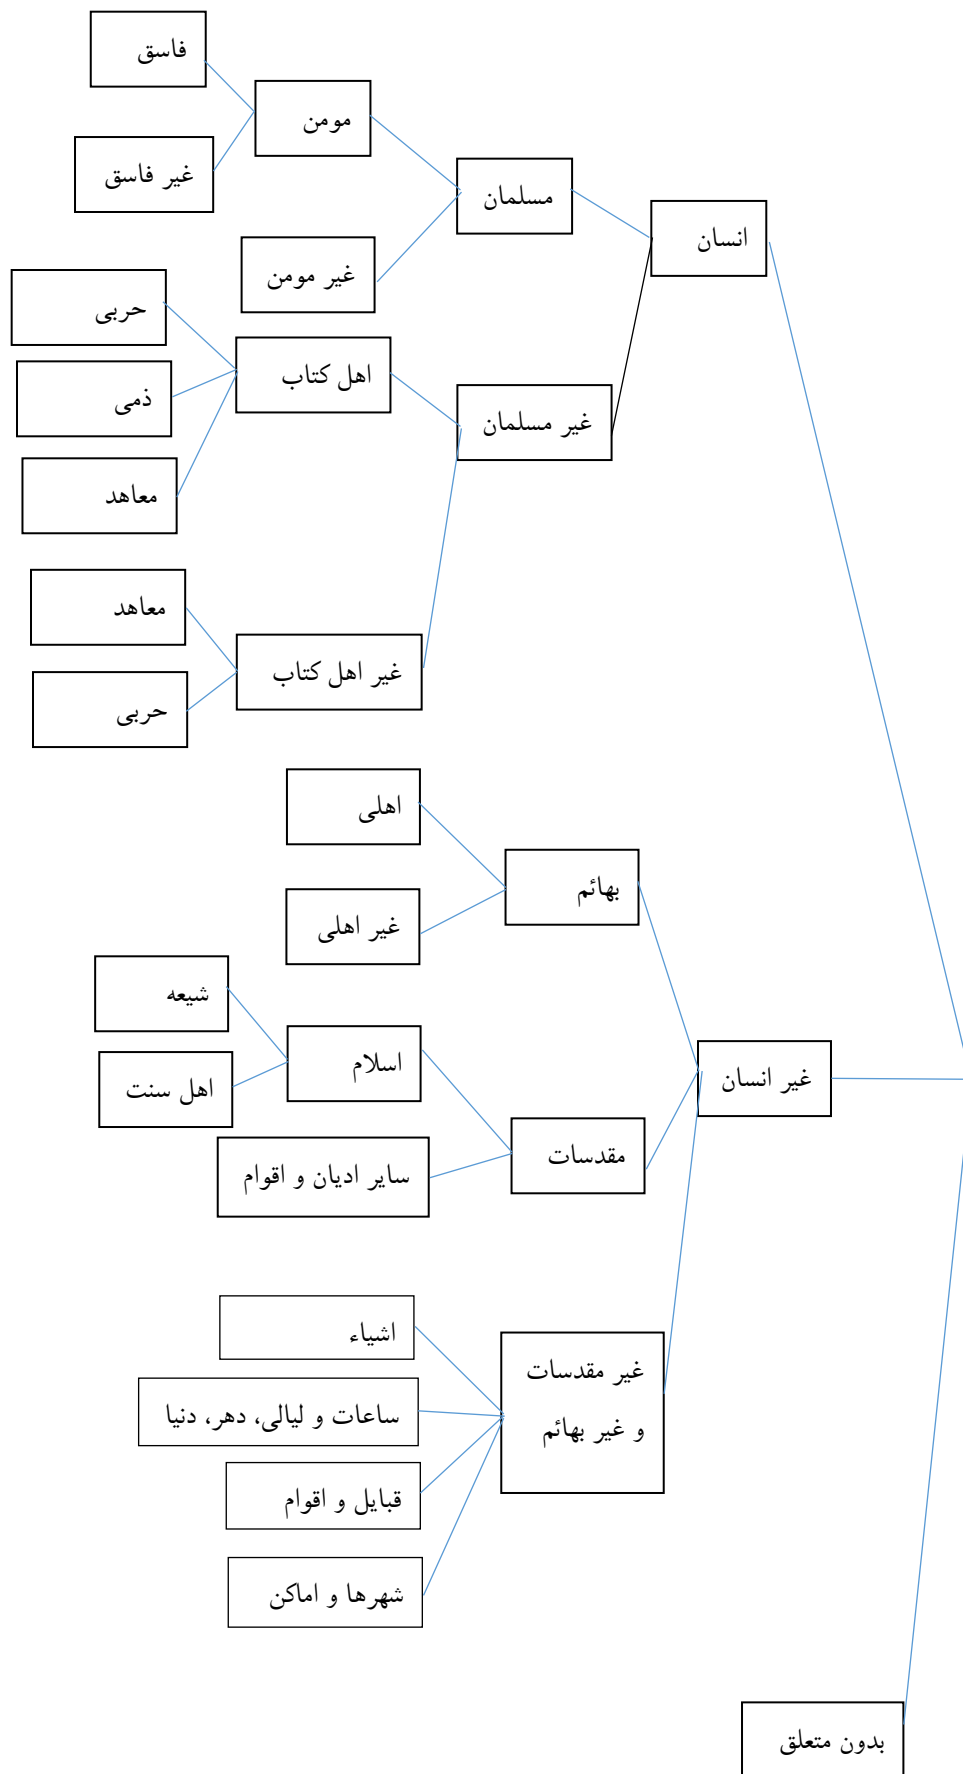 فاسق
مومن
غیر فاسق
مسلمان
انسان
غیر مومن
حربی
اهل کتاب
ذمی
غیر مسلمان
معاهد
معاهد
غیر اهل کتاب
حربی
اهلی
بهائم
غیر اهلی
شیعه
اسلام
اهل سنت
غیر انسان
مقدسات
سایر ادیان و اقوام
اشیاء
غیر مقدسات
و غیر بهائم
ساعات و لیالی، دهر، دنیا
قبایل و اقوام
شهرها و اماکن
بدون متعلق